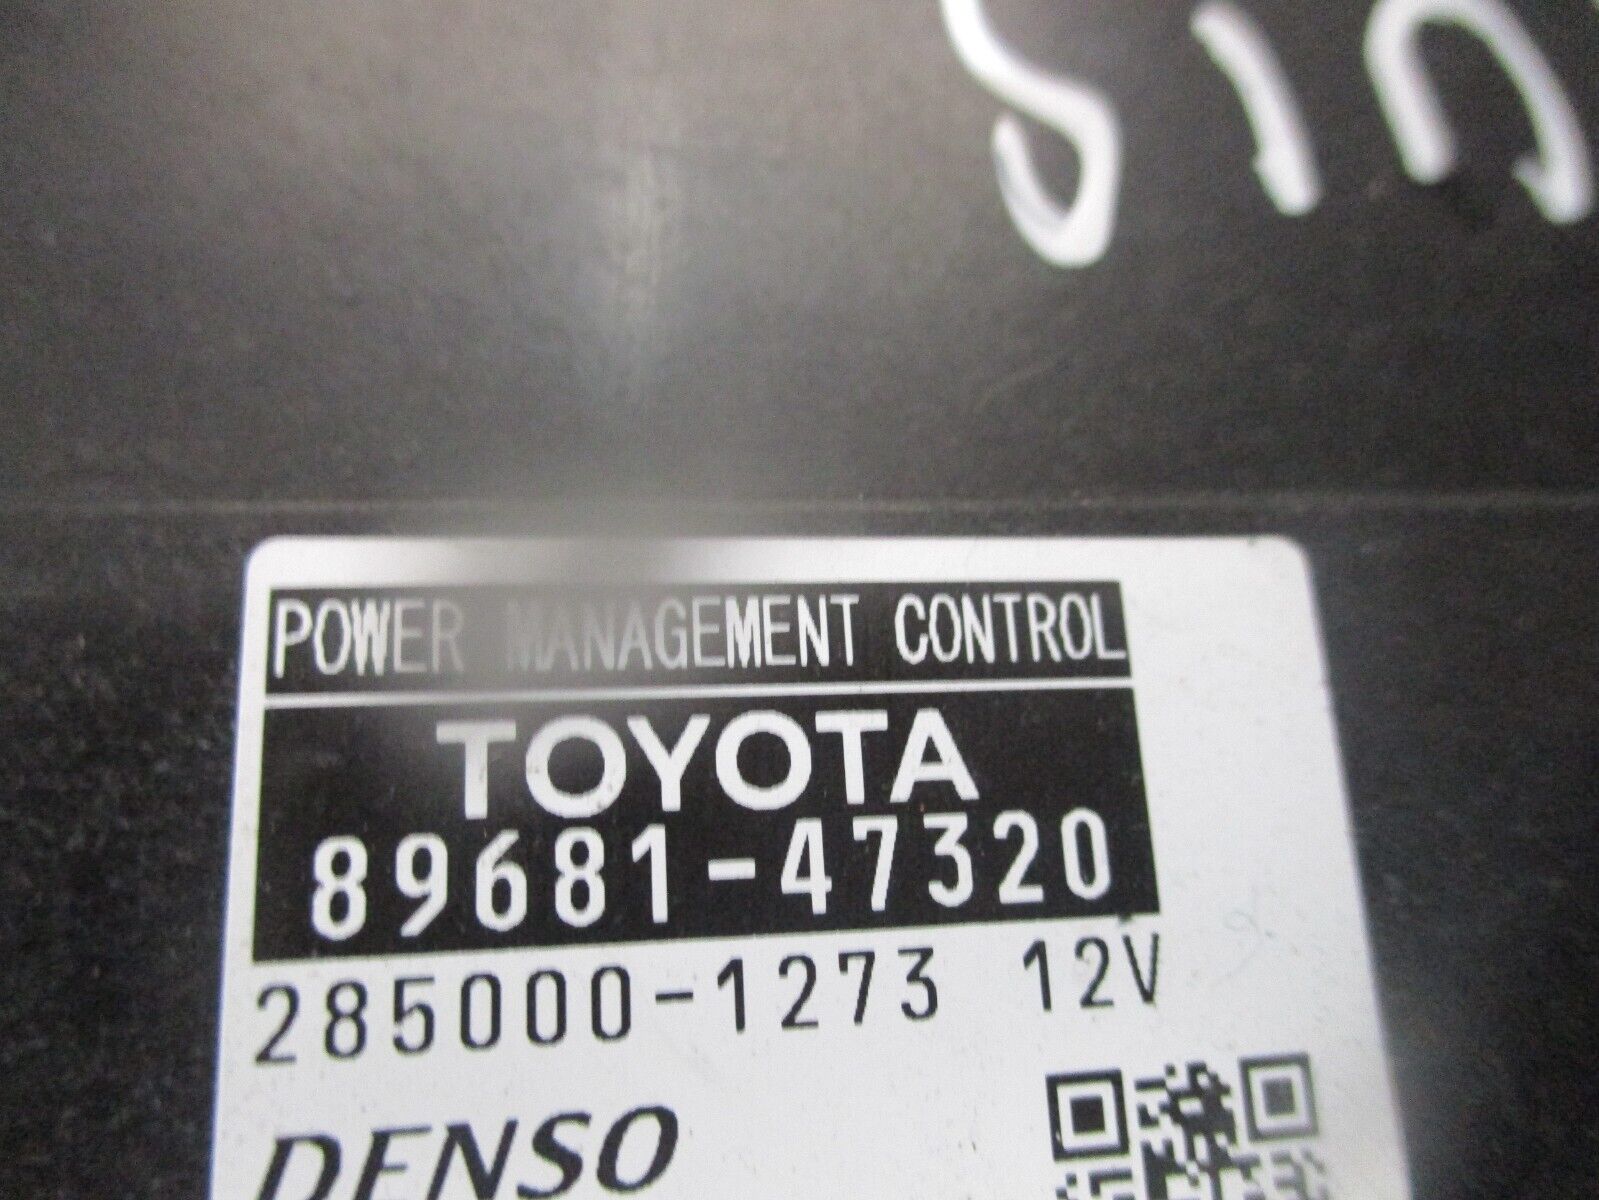 POWER MANAGEMENT CONTROL
TOYOTA
89681-47320
285000-1273 12V
DENSO